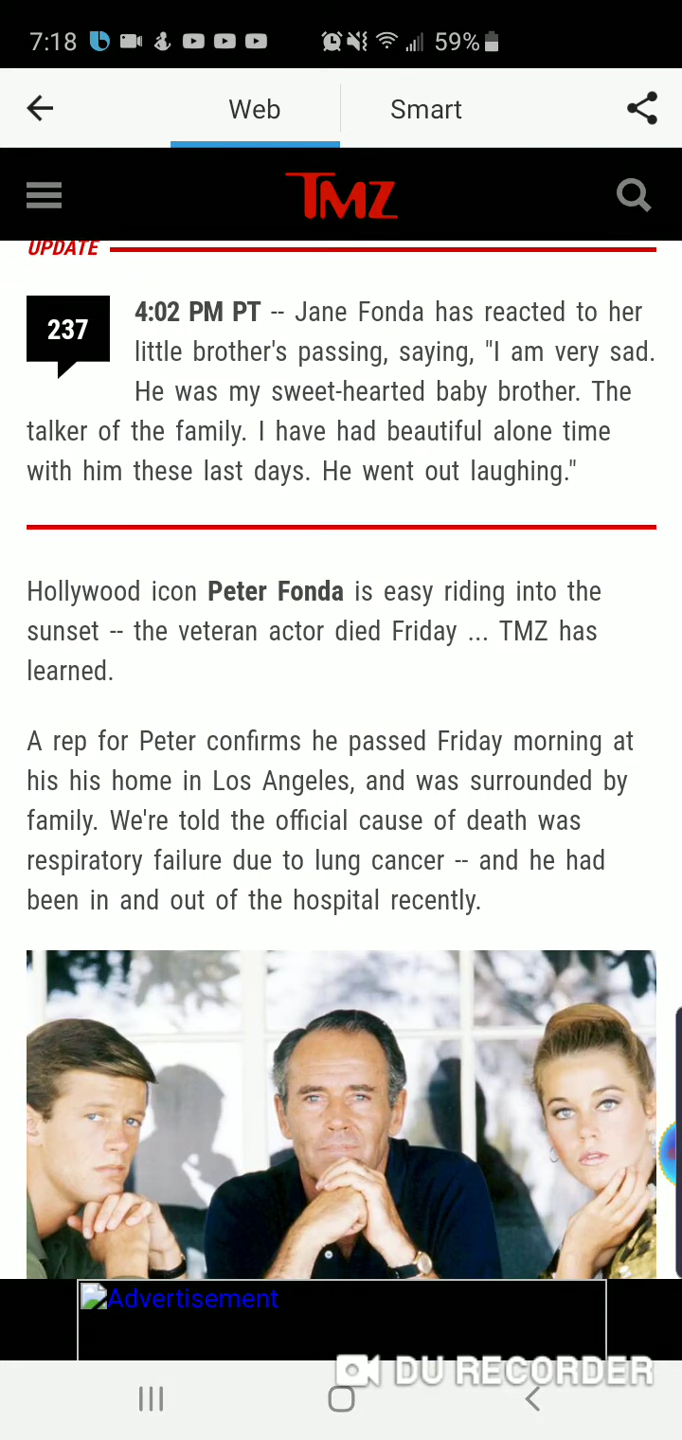 7:18 59%
Web Smart
TMZ
UPDATE
237
4:02 PM PT -- Jane Fonda has reacted to her
little brother's passing, saying, "I am very sad.
He was my sweet-hearted baby brother. The
talker of the family. I have had beautiful alone time
with him these last days. He went out laughing."
Hollywood icon Peter Fonda is easy riding into the
sunset -- the veteran actor died Friday ... TMZ has
learned.
A rep for Peter confirms he passed Friday morning at
his his home in Los Angeles, and was surrounded by
family. We're told the official cause of death was
respiratory failure due to lung cancer -- and he had
been in and out of the hospital recently.
Advertisement
DU RECORDER